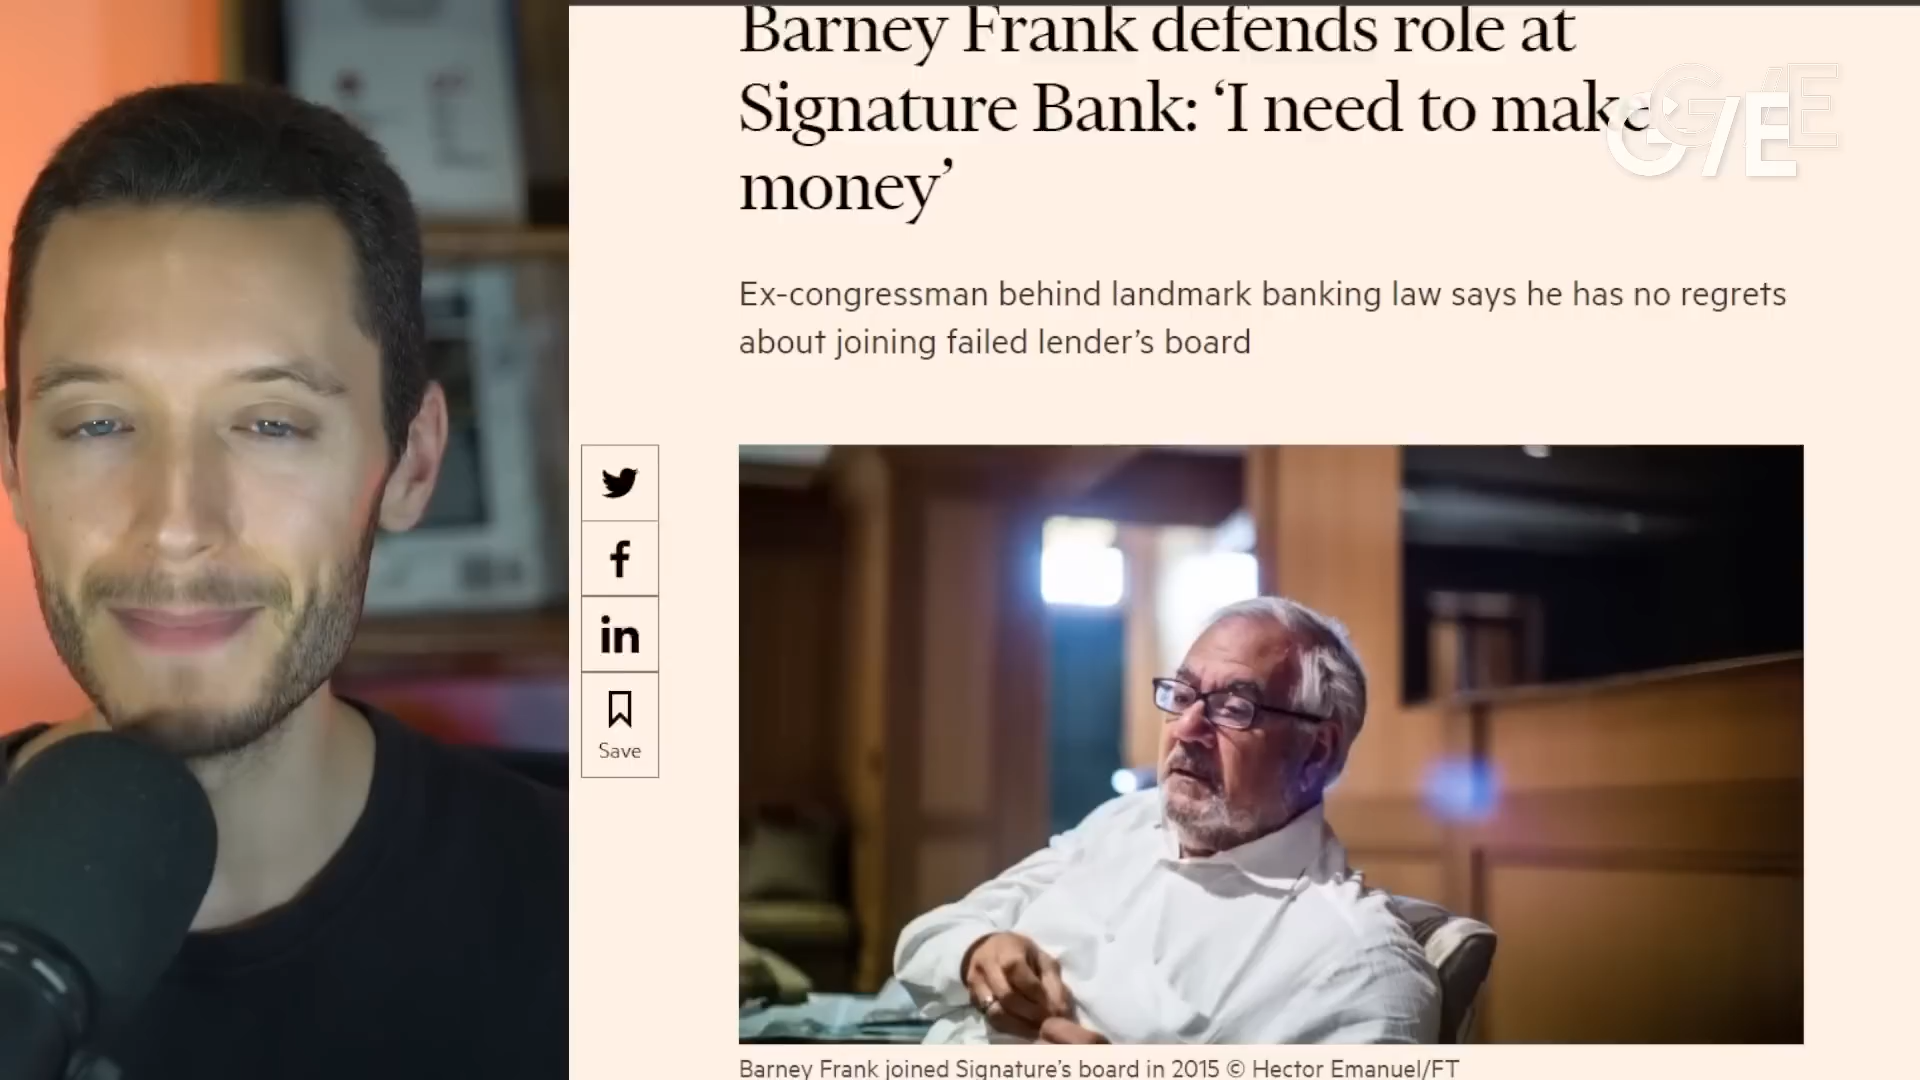 Barney Frank defends role at
Signature Bank: ‘I need to make
money’
G/E
Ex-congressman behind landmark banking law says he has no regrets
about joining failed lender’s board
Save
Barney Frank joined Signature’s board in 2015 © Hector Emanuel/FT